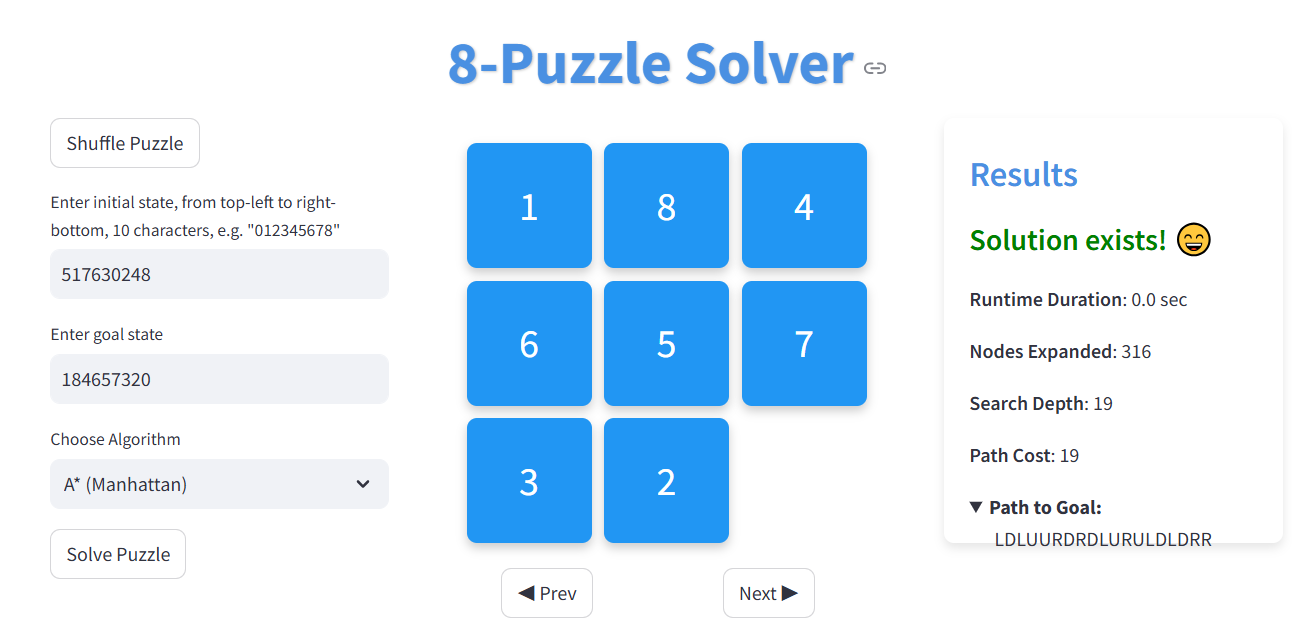 8-Puzzle Solver
Shuffle Puzzle
Enter initial state, from top-left to right-
bottom, 10 characters, e.g. "012345678"
517630248
Enter goal state
184657320
Choose Algorithm
A* (Manhattan)
Solve Puzzle
1 8 4
6 5 7
3 2
◀ Prev
Next ▶
Results
Solution exists! 😄
Runtime Duration: 0.0 sec
Nodes Expanded: 316
Search Depth: 19
Path Cost: 19
▼ Path to Goal:
LDLUURDRDLURULDLDRR